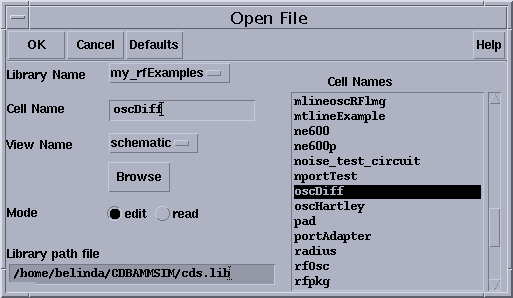 Open File
OK Cancel Defaults Help
Library Name my_rfExamples
Cell Name oscDiff
View Name schematic
Browse
Mode edit read
Library path file
/home/belinda/CDBAMMSIM/cds.lib
Cell Names
mlineoscRFlmg
mtlineExample
ne600
ne600p
noise_test_circuit
nportTest
oscDiff
oscHartley
pad
portAdapter
radius
rfOsc
rfpkg